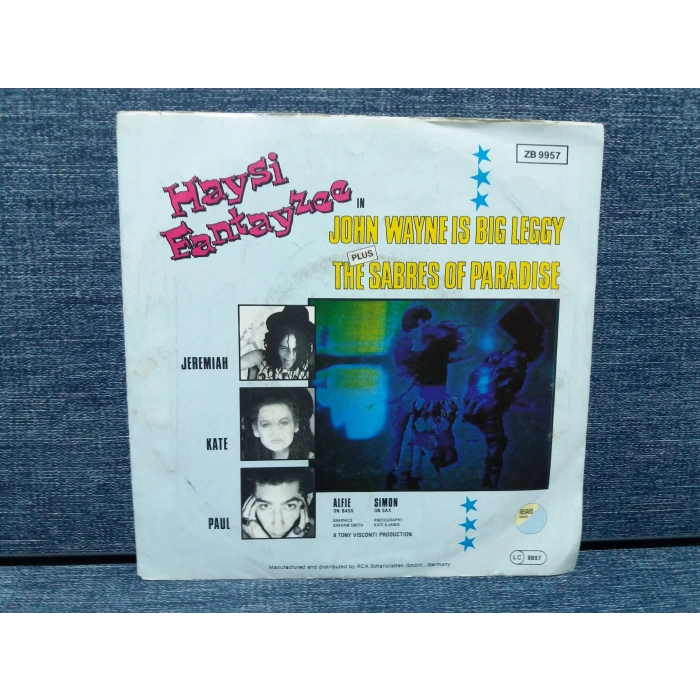 ZB 9957
Haysi
Fantayzee
IN
JOHN WAYNE IS BIG LEGGY
PLUS
THE SABRES OF PARADISE
JEREMIAH
KATE
PAUL
ALFIE
ON BASS
SIMON
ON SAX
GRAPHICS
GRAHAM SMITH
PHOTOGRAPHY
KATE & JAMIE
A TONY VISCONTI PRODUCTION
REGARD
LC 9057
Manufactured and distributed by RCA Schallplatten GmbH., Germany